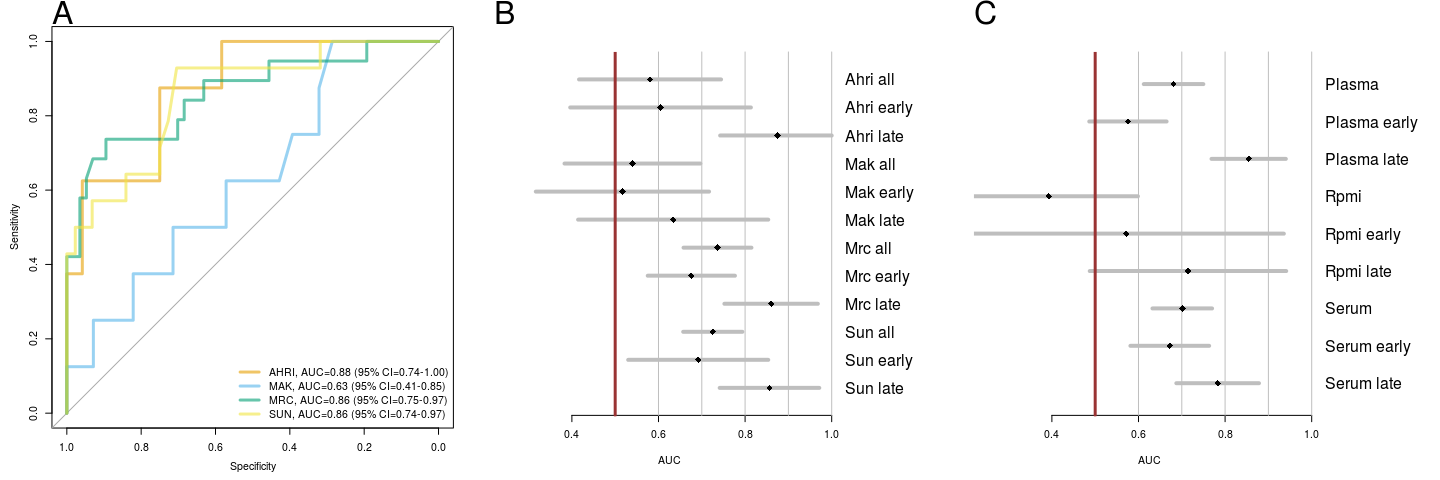 A
1.0
0.8
0.6
0.4
0.2
0.0
Sensitivity
AHRI, AUC=0.88 (95% CI=0.74-1.00)
MAK, AUC=0.63 (95% CI=0.41-0.85)
MRC, AUC=0.86 (95% CI=0.75-0.97)
SUN, AUC=0.86 (95% CI=0.74-0.97)
1.0 0.8 0.6 0.4 0.2 0.0
Specificity
B
Ahri all
Ahri early
Ahri late
Mak all
Mak early
Mak late
Mrc all
Mrc early
Mrc late
Sun all
Sun early
Sun late
0.4 0.6 0.8 1.0
AUC
C
Plasma
Plasma early
Plasma late
Rpmi
Rpmi early
Rpmi late
Serum
Serum early
Serum late
0.4 0.6 0.8 1.0
AUC